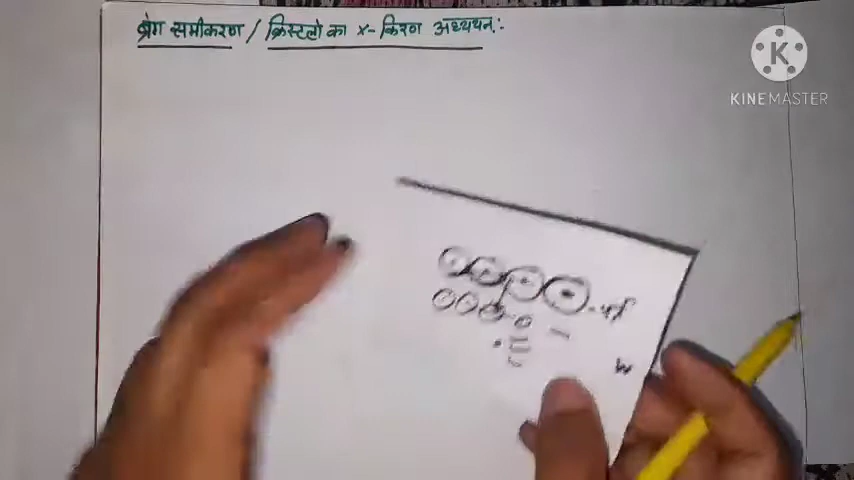 ब्रेग समीकरण / क्रिस्टलो का x- किरण अध्ययन:
K
KINEMASTER